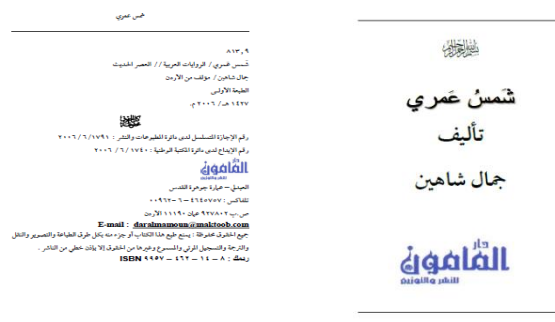 شمس عمري
٨١٣,٩
شمس عمري / الروايات العربية / / العصر الحديث
جمال شاهين / مؤلف من الأردن
الطبعة الأولى
١٤٢٧ هـ / ٢٠٠٦ م.
رقم الإجازة المتسلسل لدى دائرة المطبوعات والنشر : ١٧٩١ /٦ / ٢٠٠٦
رقم الإيداع لدى دائرة المكتبة الوطنية : ١٧٤٠ / ٦ / ٢٠٠٦
دار
المأمون
للنشر والتوزيع
العبدلي – عمارة جوهرة القدس
تلفاكس : ٤٦٤٥٧٥٧ – ٦ – ٠٠٩٦٢
ص.ب ٩٢٧٨٠٢ عمان ١١١٩٠ الأردن
E-mail : daralmamoun@maktoob.com
جميع الحقوق محفوظة : يمنع طبع هذا الكتاب أو جزء منه بكل طرق الطباعة والتصوير والنقل
والترجمة والتسجيل المرئي والمسموع وغيرها من الحقوق إلا بإذن خطي من الناشر .
ردمك : ٨ – ١٤ – ٤٦٢ – ٩٩٥٧ ISBN
بسم الله الرحمن الرحيم
شَمسُ عَمري
تأليف
جمال شاهين
دار
المأمون
للنشر والتوزيع